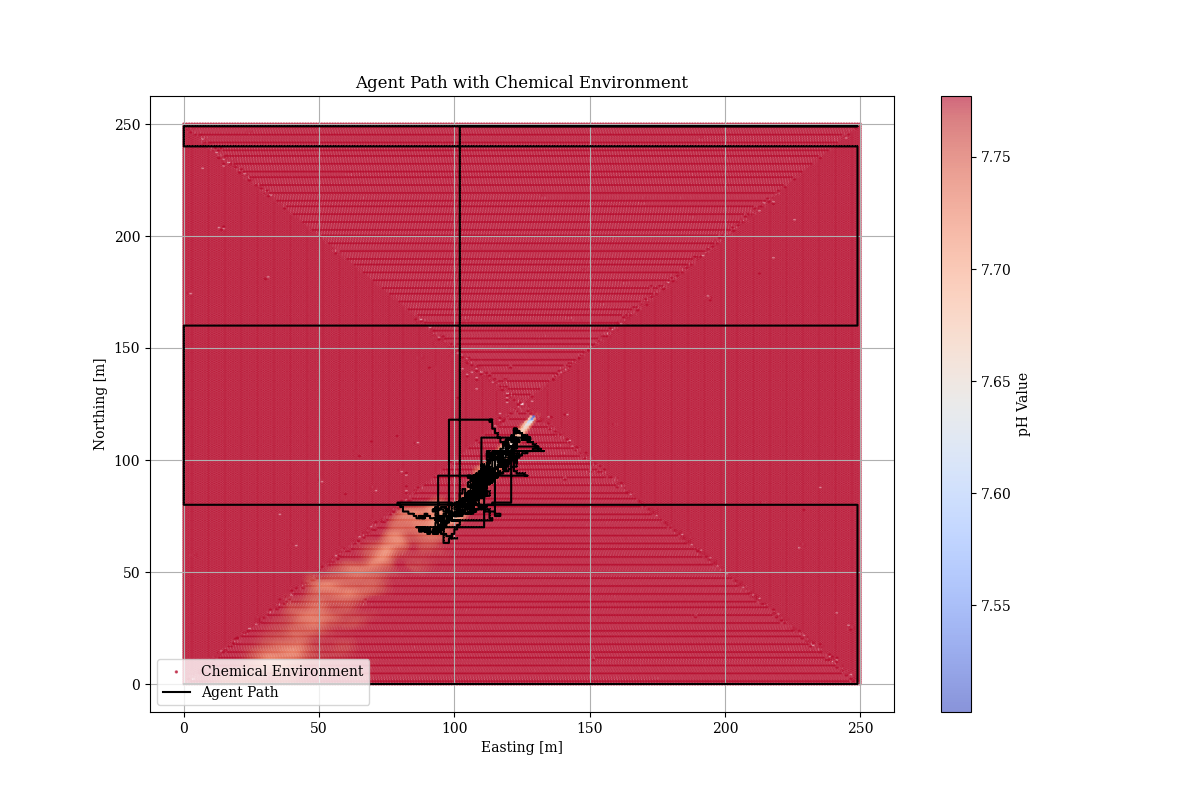 Agent Path with Chemical Environment
250
200
150
100
50
0
Northing [m]
0
50
100
150
200
250
Easting [m]
Chemical Environment
Agent Path
7.75
7.70
7.65
7.60
7.55
pH Value